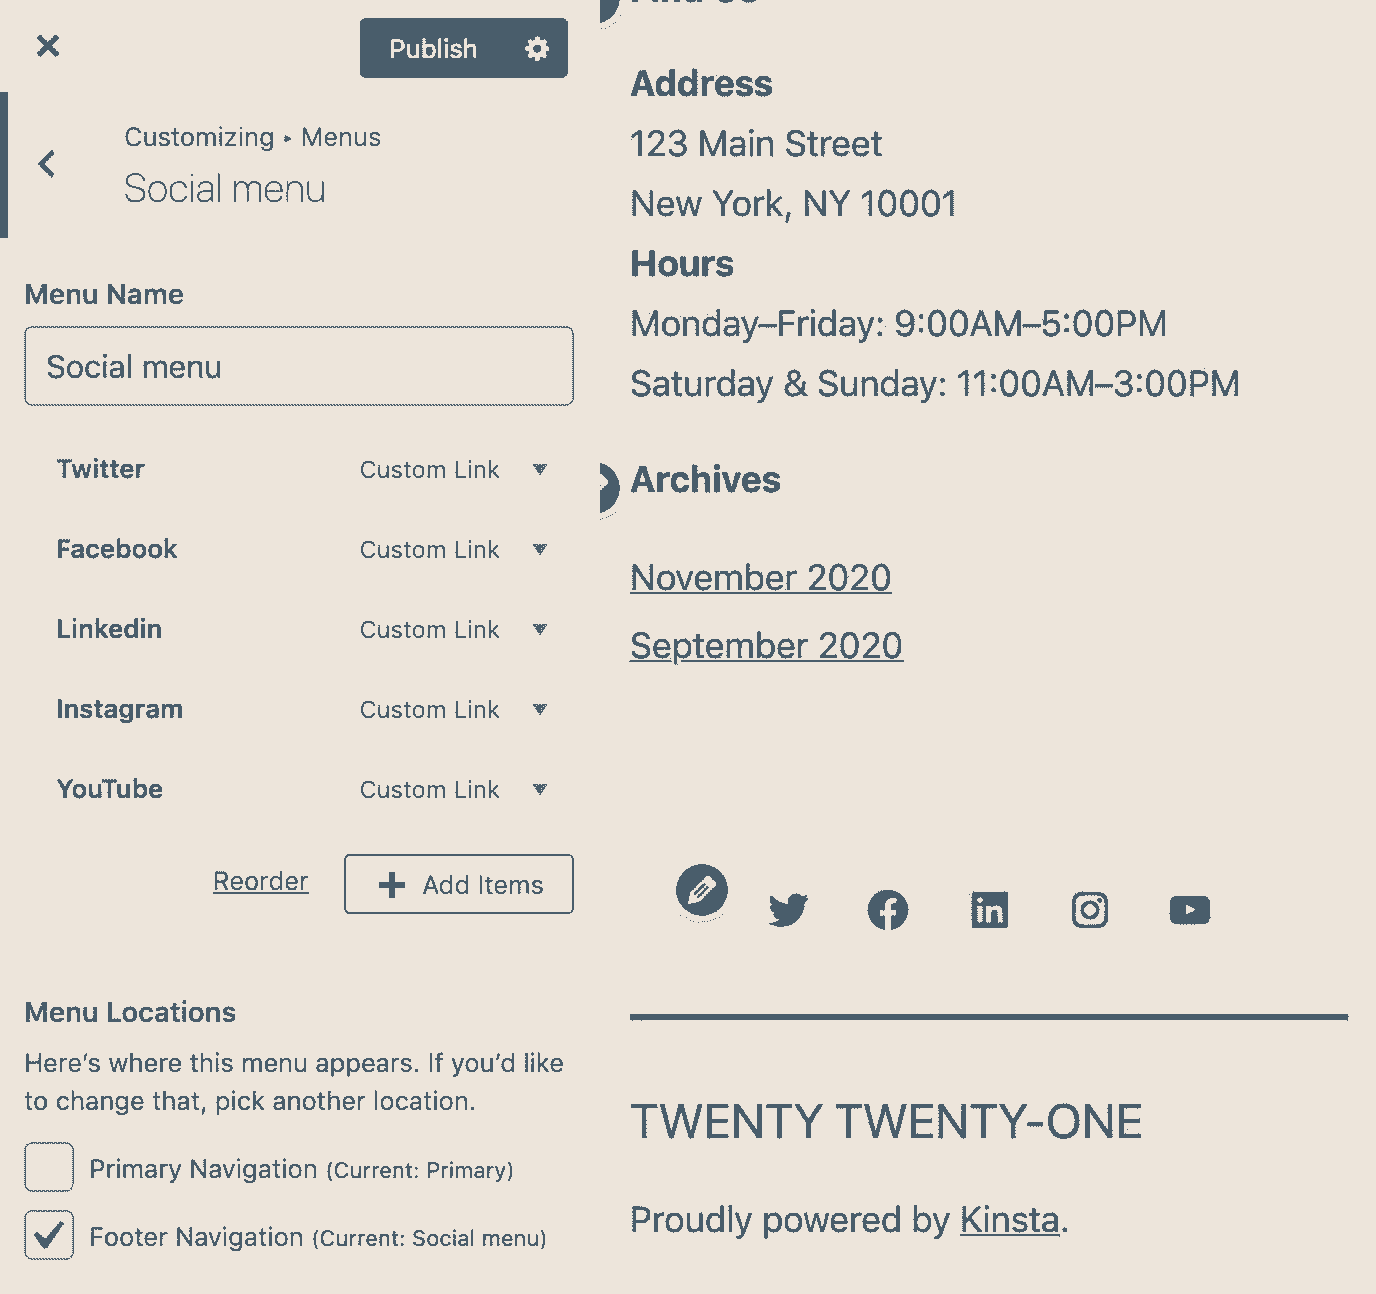 Publish
Customizing ▸ Menus
Social menu
Menu Name
Social menu
Twitter Custom Link
Facebook Custom Link
Linkedin Custom Link
Instagram Custom Link
YouTube Custom Link
Reorder
Add Items
Menu Locations
Here's where this menu appears. If you'd like
to change that, pick another location.
Primary Navigation (Current: Primary)
Footer Navigation (Current: Social menu)
Address
123 Main Street
New York, NY 10001
Hours
Monday–Friday: 9:00AM–5:00PM
Saturday & Sunday: 11:00AM–3:00PM
Archives
November 2020
September 2020
in
TWENTY TWENTY-ONE
Proudly powered by Kinsta.